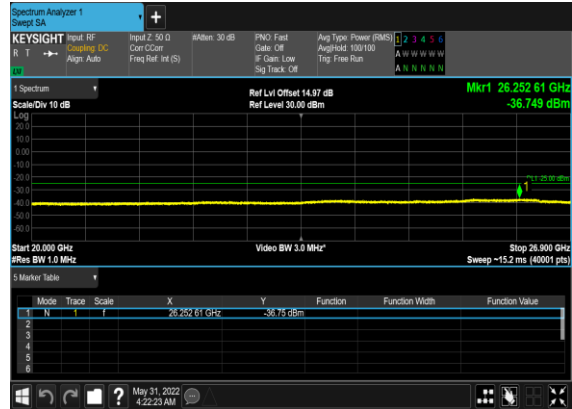 Spectrum Analyzer 1
Swept SA
+
KEYSIGHT Input: RF Input Z: 50 Ω #Atten: 30 dB PNO: Fast Avg Type: Power (RMS) 1 2 3 4 5 6
R T Coupling: DC Corr CCorr Gate: Off Avg|Hold: 100/100 A W W W W W
Align: Auto Freq Ref: Int (S) IF Gain: Low Trig: Free Run
Sig Track: Off A N N N N N
1 Spectrum Ref Lvl Offset 14.97 dB Mkr1 26.252 61 GHz
Scale/Div 10 dB Ref Level 30.00 dBm -36.749 dBm
Log
20.0
10.0
0.00
-10.0
-20.0
-30.0
-40.0
-50.0
-60.0
1
Start 20.000 GHz Video BW 3.0 MHz* Stop 26.900 GHz
#Res BW 1.0 MHz Sweep ~15.2 ms (40001 pts)
5 Marker Table
Mode Trace Scale X Y Function Function Width Function Value
1 N 1 f 26.252 61 GHz -36.75 dBm
2
3
4
5
6
? May 31, 2022
4:22:23 AM